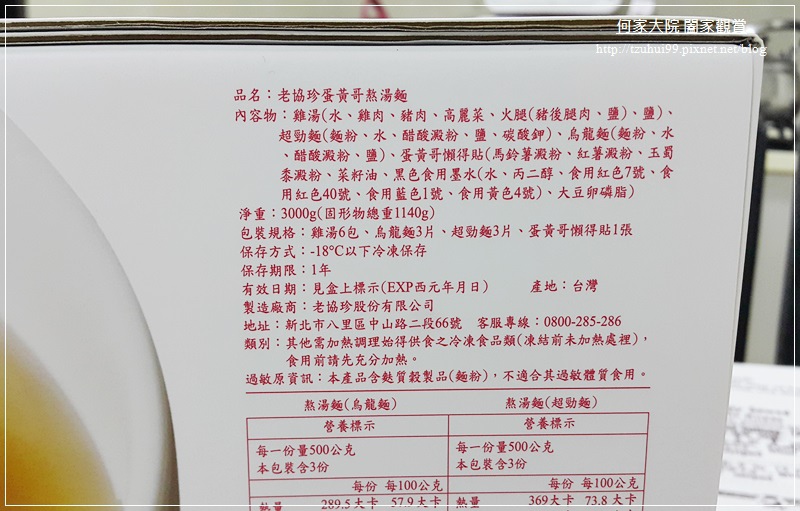 何家大院 闔家觀賞
http://tzuhui99.pixnet.net/blog
品名：老協珍蛋黃哥熬湯麵
內容物：雞湯(水、雞肉、豬肉、高麗菜、火腿(豬後腿肉、鹽)、鹽)、
超勁麵(麵粉、水、醋酸澱粉、鹽、碳酸鉀)、烏龍麵(麵粉、水
、醋酸澱粉、鹽)、蛋黃哥懶得貼(馬鈴薯澱粉、紅薯澱粉、玉蜀
黍澱粉、菜籽油、黑色食用墨水(水、丙二醇、食用紅色7號、食
用紅色40號、食用藍色1號、食用黃色4號)、大豆卵磷脂)
淨重：3000g(固形物總重1140g)
包裝規格：雞湯6包、烏龍麵3片、超勁麵3片、蛋黃哥懶得貼1張
保存方式：-18°C以下冷凍保存
保存期限：1年
有效日期：見盒上標示(EXP西元年月日) 產地：台灣
製造廠商：老協珍股份有限公司
地址：新北市八里區中山路二段66號 客服專線：0800-285-286
類別：其他需加熱調理始得供食之冷凍食品類(凍結前未加熱處裡)，
食用前請先充分加熱。
過敏原資訊：本產品含麩質穀製品(麵粉)，不適合其過敏體質食用。
熬湯麵(烏龍麵) 熬湯麵(超勁麵)
營養標示 營養標示
每一份量500公克 每一份量500公克
本包裝含3份 本包裝含3份
每份 每100公克 每份 每100公克
熱量 289.5大卡 57.9大卡 熱量 369大卡 73.8大卡